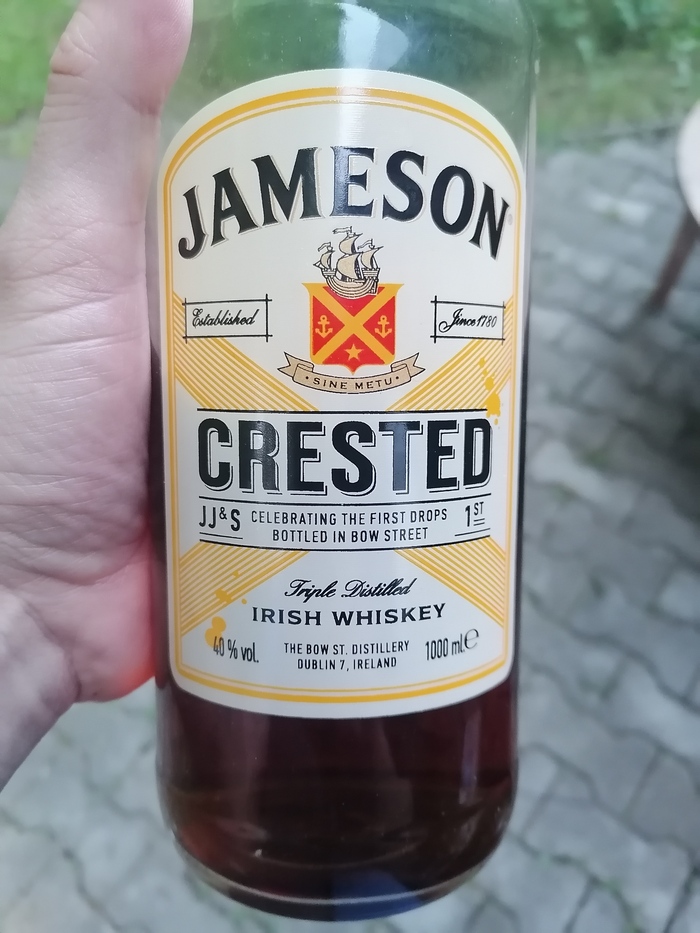 JAMESON
Established
Since 1780
SINE METU
CRESTED
JJ&S
CELEBRATING THE FIRST DROPS
BOTTLED IN BOW STREET
1ST
Triple Distilled
IRISH WHISKEY
40 % vol.
THE BOW ST. DISTILLERY
DUBLIN 7, IRELAND
1000 ml e